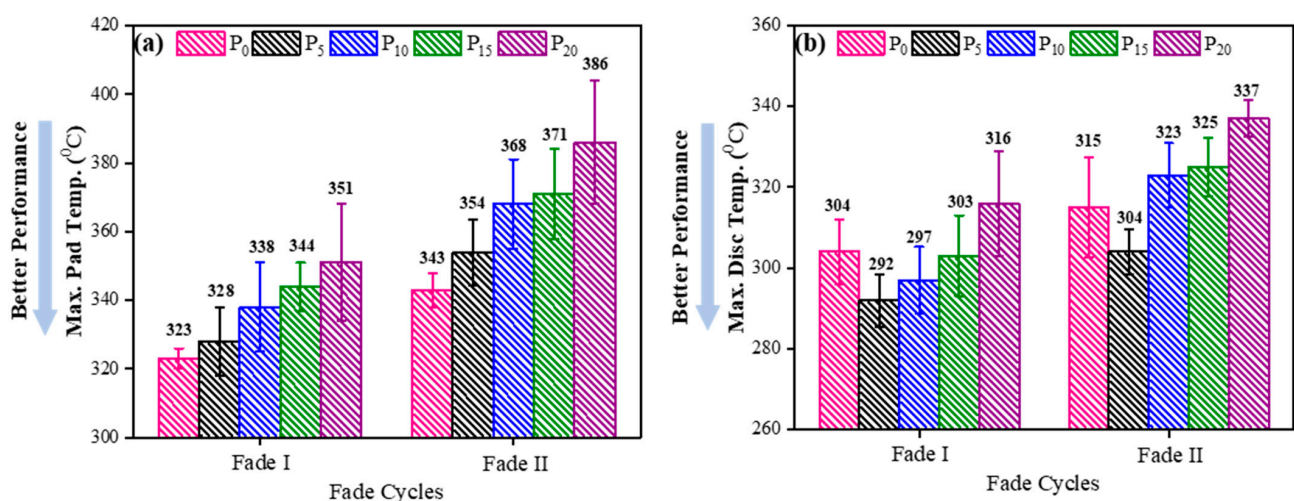 (a) P0 P5 P10 P15 P20
Better Performance
Max. Pad Temp. (0C)
420
400
380
360
340
320
300
323
328
338
344
351
343
354
368
371
386
Fade I
Fade II
Fade Cycles
(b) P0 P5 P10 P15 P20
Better Performance
Max. Disc Temp. (0C)
360
340
320
300
280
260
304
292
297
303
316
315
304
323
325
337
Fade I
Fade II
Fade Cycles